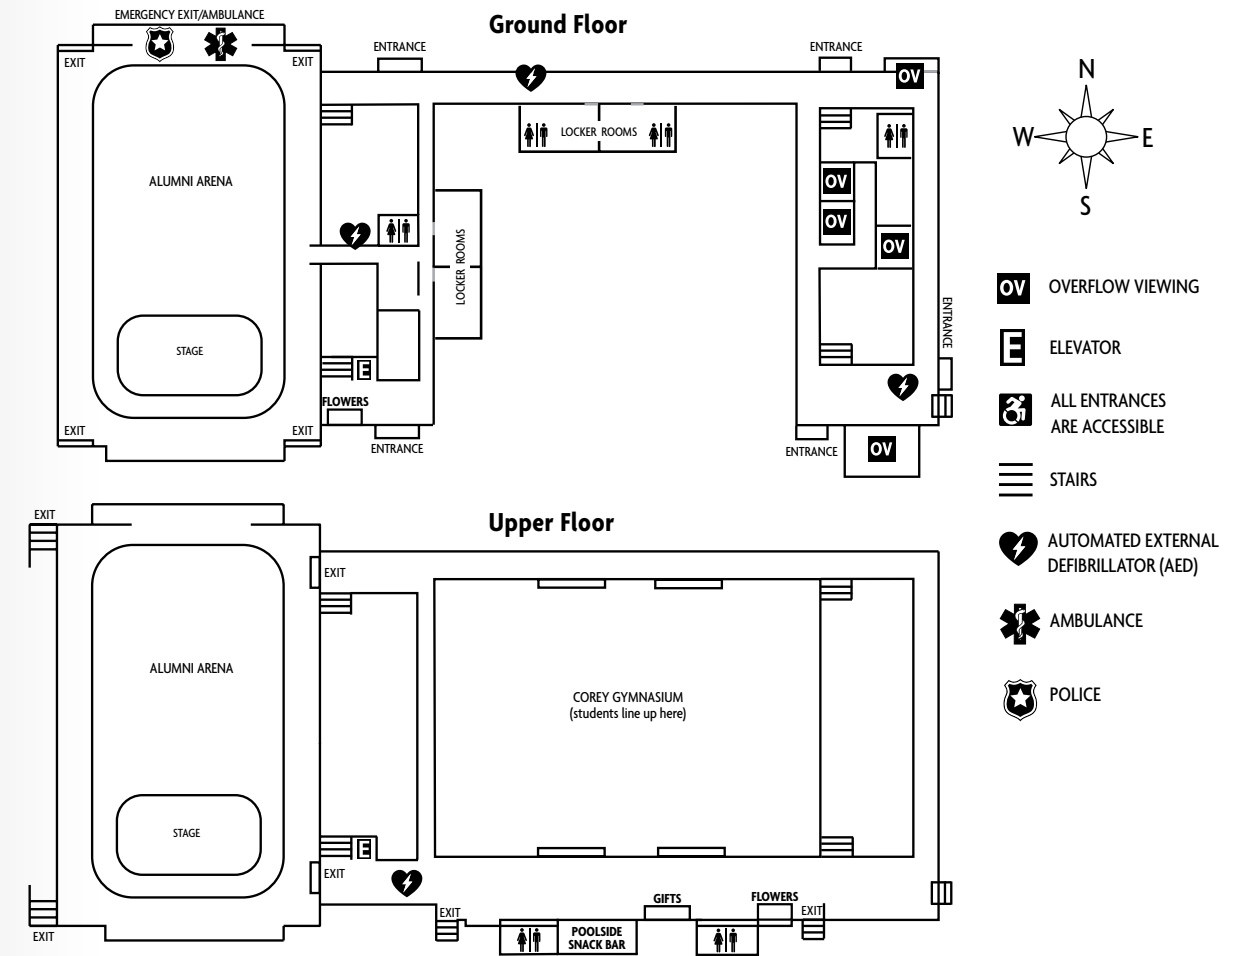 Ground Floor
EMERGENCY EXIT/AMBULANCE
EXIT
EXIT
ENTRANCE
ENTRANCE
OV
LOCKER ROOMS
ALUMNI ARENA
OV
OV
OV
LOCKER ROOMS
ENTRANCE
STAGE
E
FLOWERS
EXIT
EXIT
ENTRANCE
ENTRANCE
OV
Upper Floor
EXIT
EXIT
ALUMNI ARENA
COREY GYMNASIUM
(students line up here)
STAGE
E
EXIT
EXIT
EXIT
GIFTS
FLOWERS
EXIT
POOLSIDE
SNACK BAR
N
W
E
S
OV
OVERFLOW VIEWING
E
ELEVATOR
ALL ENTRANCES
ARE ACCESSIBLE
STAIRS
AUTOMATED EXTERNAL
DEFIBRILLATOR (AED)
AMBULANCE
POLICE